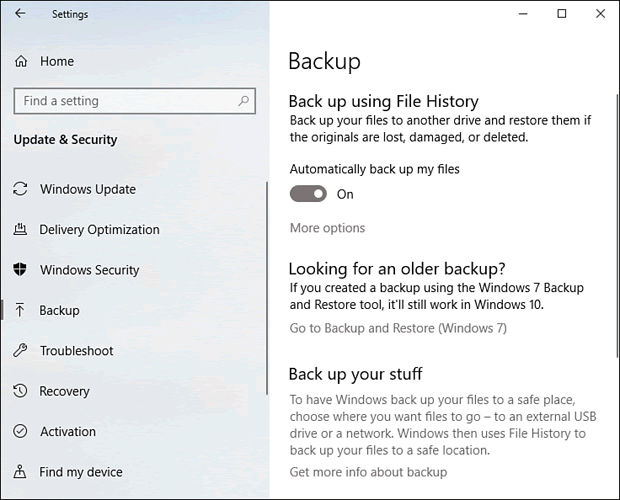 Settings
Home
Find a setting
Update & Security
Windows Update
Delivery Optimization
Windows Security
Backup
Troubleshoot
Recovery
Activation
Find my device
Backup
Back up using File History
Back up your files to another drive and restore them if
the originals are lost, damaged, or deleted.
Automatically back up my files
On
More options
Looking for an older backup?
If you created a backup using the Windows 7 Backup
and Restore tool, it'll still work in Windows 10.
Go to Backup and Restore (Windows 7)
Back up your stuff
To have Windows back up your files to a safe place,
choose where you want files to go – to an external USB
drive or a network. Windows then uses File History to
back up your files to a safe location.
Get more info about backup